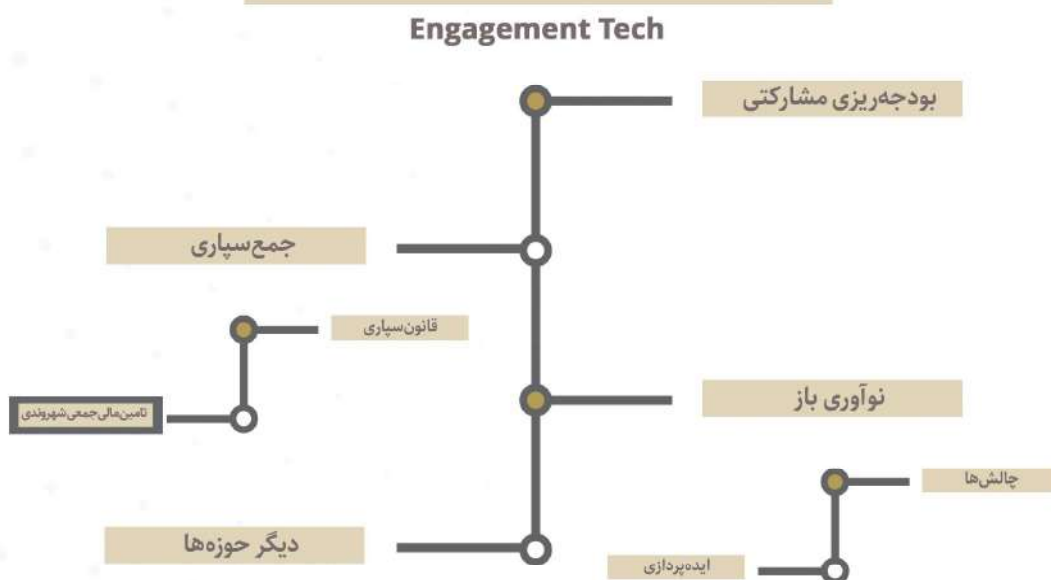 Engagement Tech
بودجه‌ریزی مشارکتی
جمع‌سپاری
قانون‌سپاری
تامین‌مالی‌جمعی‌شهروندی
نوآوری باز
چالش‌ها
ایده‌پردازی
دیگر حوزه‌ها